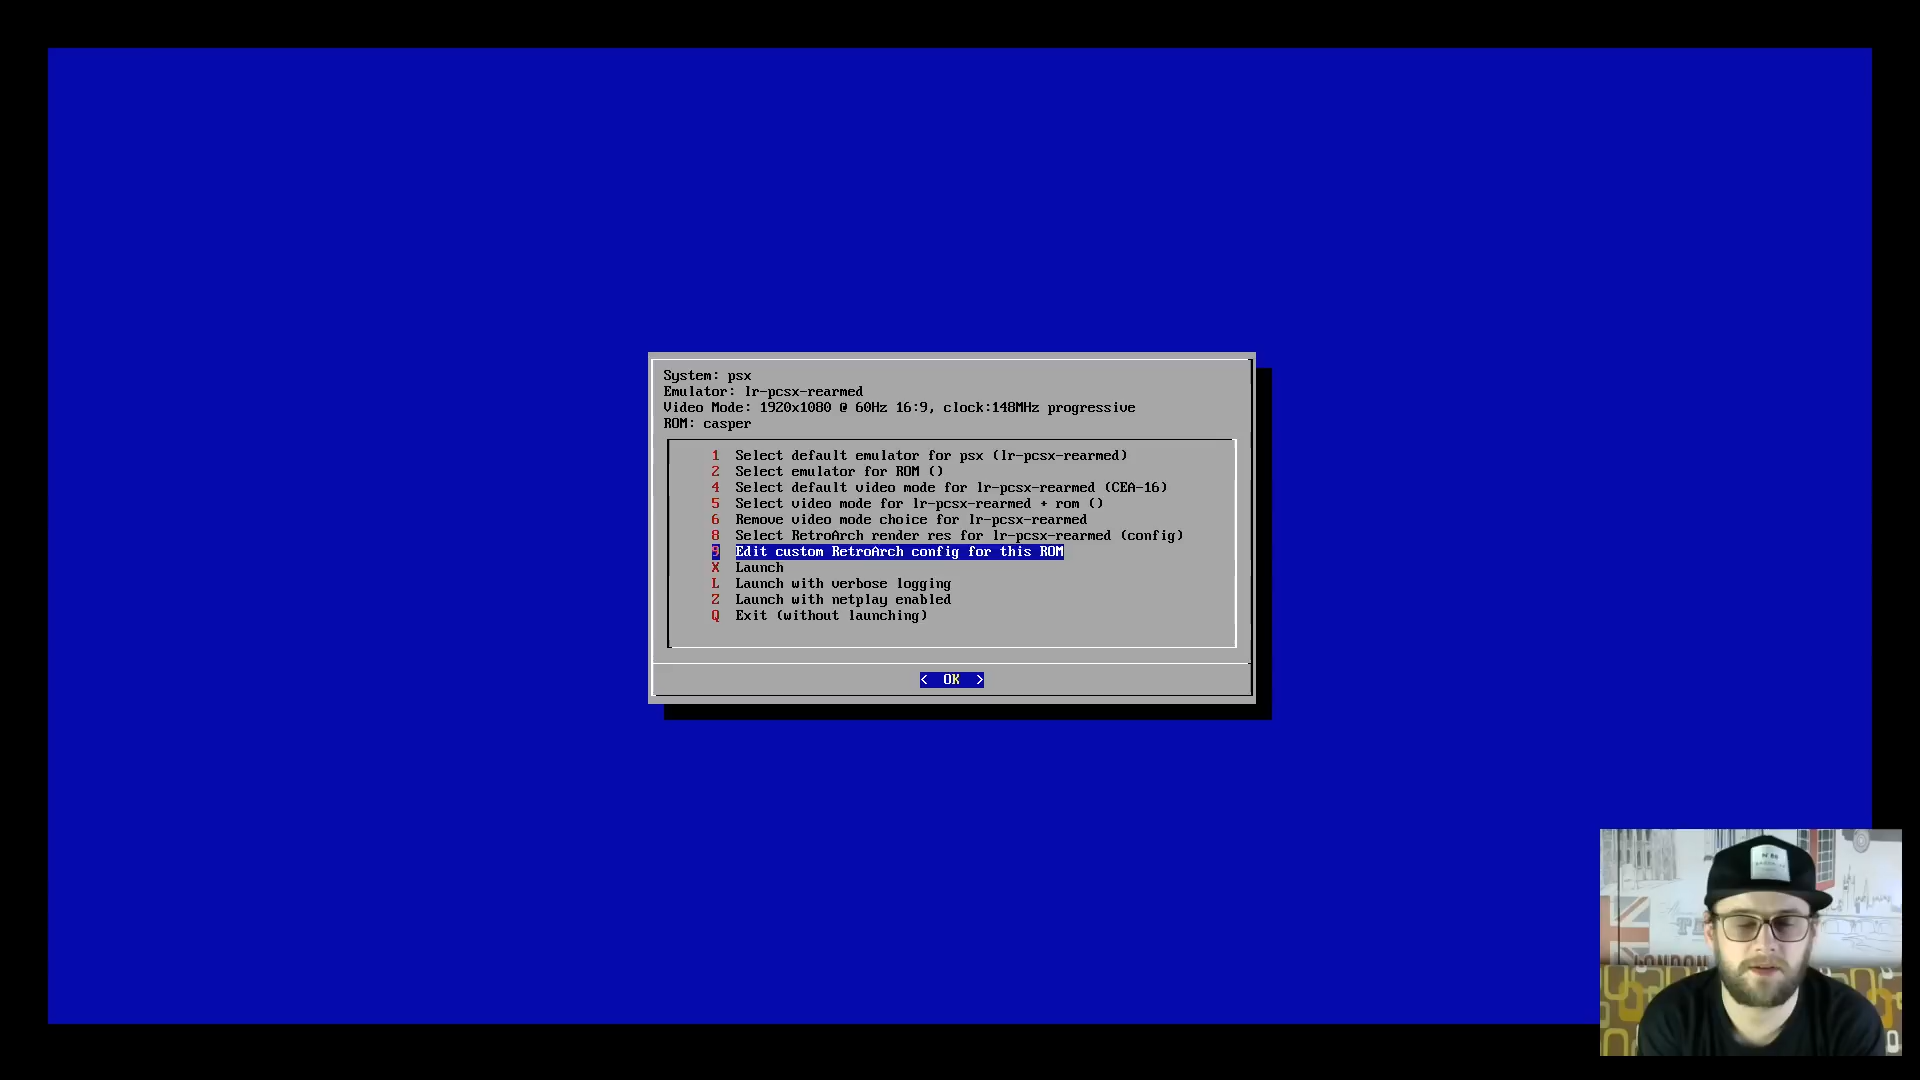 System: psx
Emulator: lr-pcsx-rearmed
Video Mode: 1920x1080 @ 60Hz 16:9, clock:148MHz progressive
ROM: casper
1 Select default emulator for psx (lr-pcsx-rearmed)
2 Select emulator for ROM ()
4 Select default video mode for lr-pcsx-rearmed (CEA-16)
5 Select video mode for lr-pcsx-rearmed + rom ()
6 Remove video mode choice for lr-pcsx-rearmed
8 Select RetroArch render res for lr-pcsx-rearmed (config)
9 Edit custom RetroArch config for this ROM
X Launch
L Launch with verbose logging
Z Launch with netplay enabled
Q Exit (without launching)
< OK >
LONDON